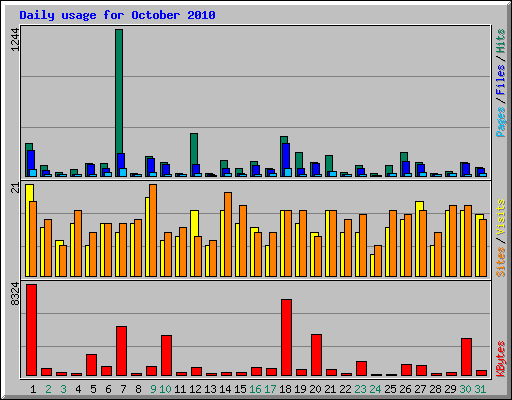 Daily usage for October 2010
1244
Pages / Files / Hits
21
Sites / Visits
8324
KBytes
1 2 3 4 5 6 7 8 9 10 11 12 13 14 15 16 17 18 19 20 21 22 23 24 25 26 27 28 29 30 31